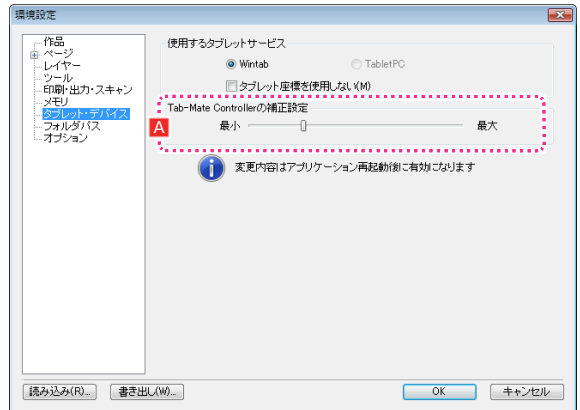 環境設定
作品
ページ
レイヤー
ツール
印刷・出力・スキャン
メモリ
タブレット・デバイス
フォルダパス
オプション
使用するタブレットサービス
Wintab
TabletPC
タブレット座標を使用しない(M)
Tab-Mate Controllerの補正設定
A
最小
最大
変更内容はアプリケーション再起動後に有効になります
読み込み(R)...
書き出し(W)...
OK
キャンセル